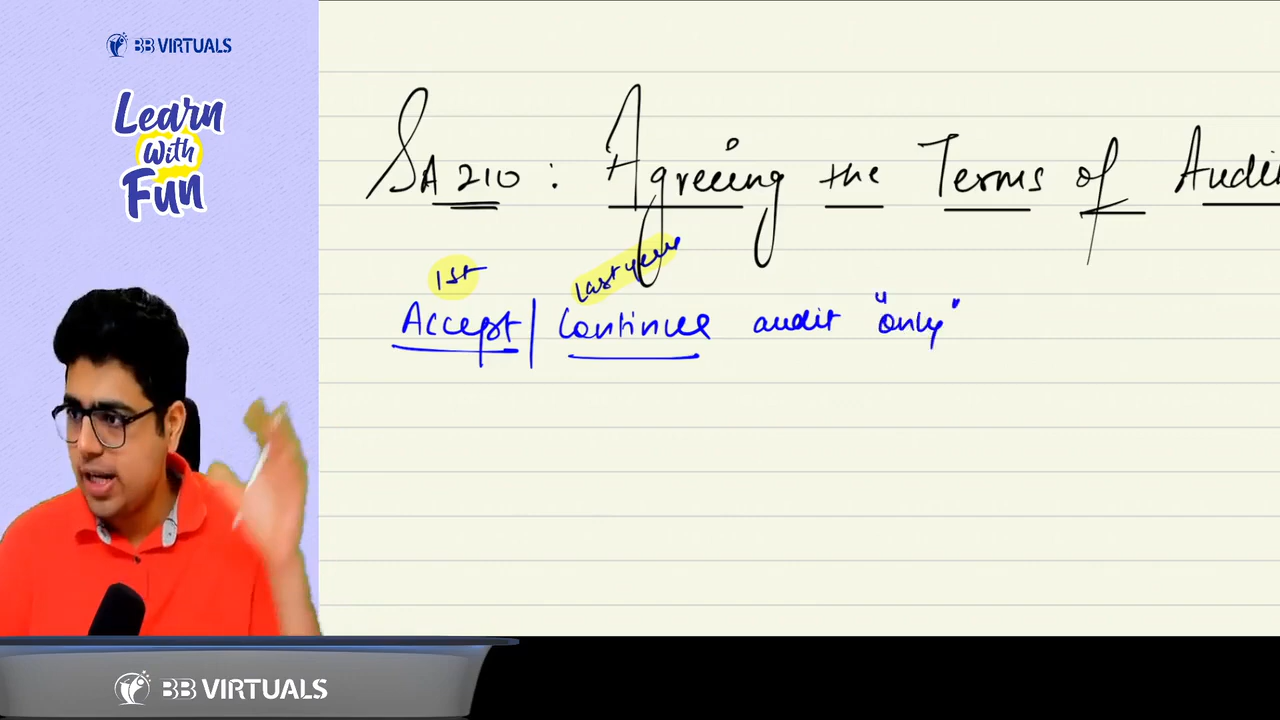 BB VIRTUALS
Learn
With
Fun
SA 210 : Agreeing the Terms of Audi
1st Last year
Accept | Continue audit "only"
BB VIRTUALS